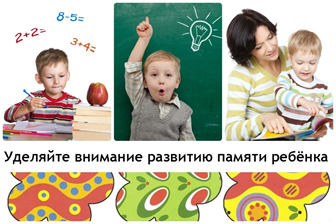 8-5=
2+2=
3+4=
Уделяйте внимание развитию памяти ребёнка